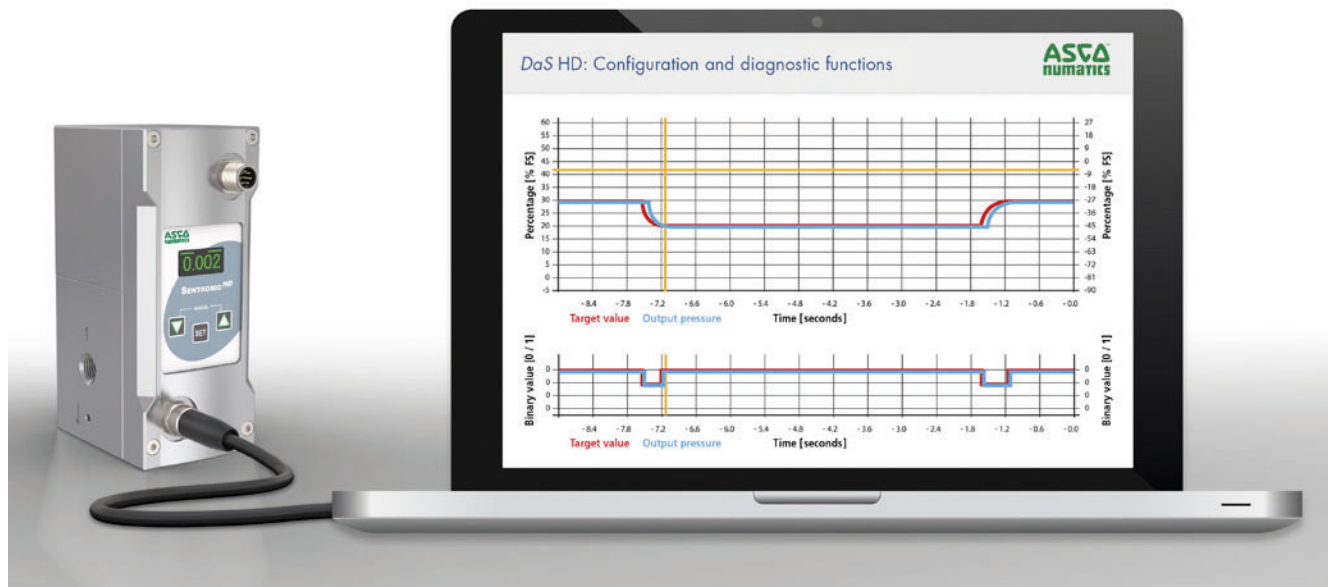 DaS HD: Configuration and diagnostic functions
ASCA™
numatics
Percentage [% FS]
60
55
50
45
40
35
30
25
20
15
10
5
0
-5
27
18
9
0
-9
-18
-27
-36
-45
-54
-63
-72
-81
-90
Percentage [% FS]
-8.4 -7.8 -7.2 -6.6 -6.0 -5.4 -4.8 -4.2 -3.6 -3.0 -2.4 -1.8 -1.2 -0.6 -0.0
Target value Output pressure Time [seconds]
Binary value [0 / 1]
0
0
0
0
0
0
0
0
Binary value [0 / 1]
-8.4 -7.8 -7.2 -6.6 -6.0 -5.4 -4.8 -4.2 -3.6 -3.0 -2.4 -1.8 -1.2 -0.6 -0.0
Target value Output pressure Time [seconds]
ASCA
numatics
0.002
SENTRONIC HD
MANUAL
SET
1